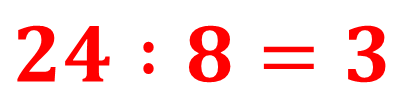 24 : 8 = 3